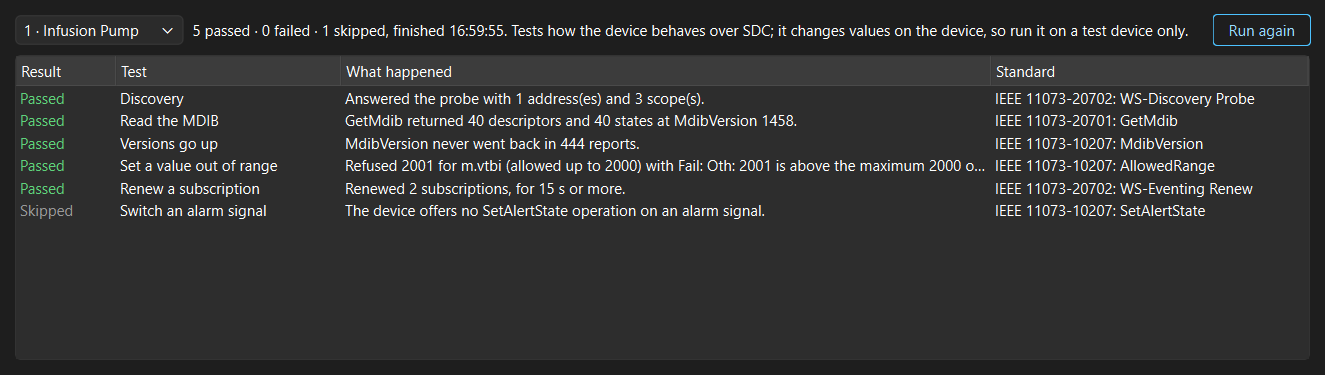 1 · Infusion Pump 5 passed · 0 failed · 1 skipped, finished 16:59:55. Tests how the device behaves over SDC; it changes values on the device, so run it on a test device only. Run again
Result Test What happened Standard
Passed Discovery Answered the probe with 1 address(es) and 3 scope(s). IEEE 11073-20702: WS-Discovery Probe
Passed Read the MDIB GetMdib returned 40 descriptors and 40 states at MdibVersion 1458. IEEE 11073-20701: GetMdib
Passed Versions go up MdibVersion never went back in 444 reports. IEEE 11073-10207: MdibVersion
Passed Set a value out of range Refused 2001 for m.vtbi (allowed up to 2000) with Fail: Oth: 2001 is above the maximum 2000 o... IEEE 11073-10207: AllowedRange
Passed Renew a subscription Renewed 2 subscriptions, for 15 s or more. IEEE 11073-20702: WS-Eventing Renew
Skipped Switch an alarm signal The device offers no SetAlertState operation on an alarm signal. IEEE 11073-10207: SetAlertState